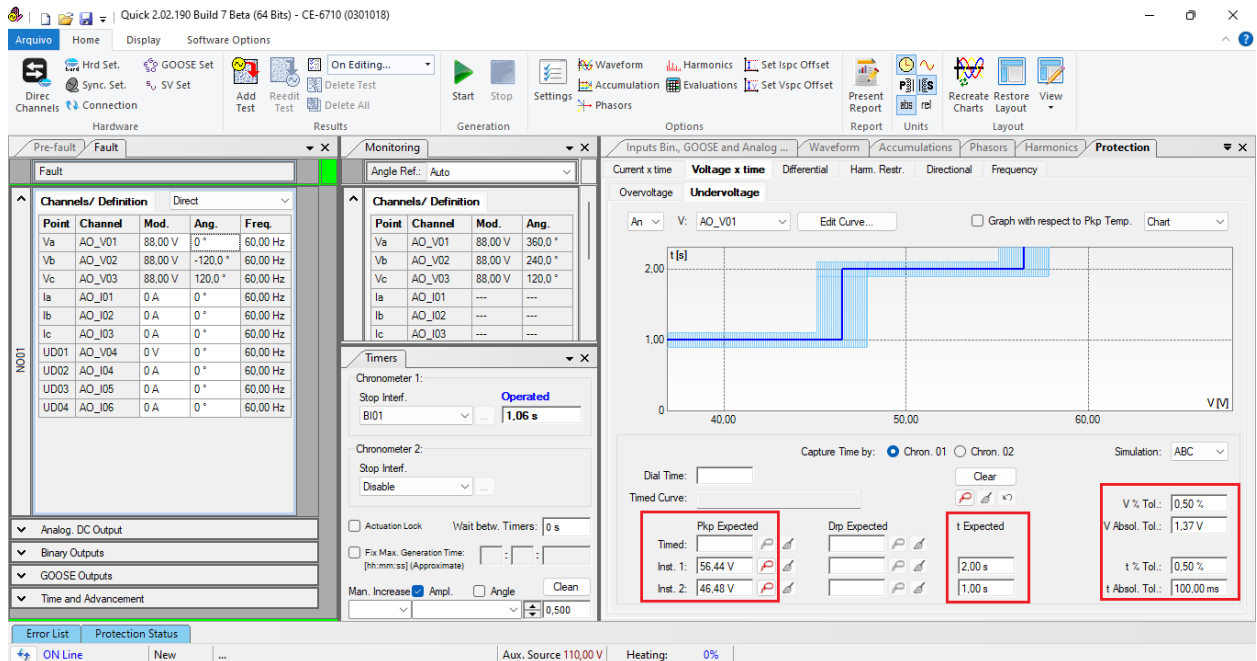 Quick 2.02.190 Build 7 Beta (64 Bits) - CE-6710 (0301018)
Arquivo Home Display Software Options
Direc Channels
Hrd Set.
Sync. Set.
Connection
GOOSE Set
SV Set
Hardware
Add Test
Reedit Test
On Editing...
Delete Test
Delete All
Results
Start Stop
Generation
Settings
Waveform Harmonics Set Ispc Offset
Accumulation Evaluations Set Vspc Offset
Phasors
Options
Present Report
Report
abs rel
Units
Recreate Charts
Restore Layout
View
Layout
Pre-fault Fault
Fault
NO01
Channels/ Definition Direct
Point Channel Mod. Ang. Freq.
Va AO_V01 88,00 V 0 ° 60,00 Hz
Vb AO_V02 88,00 V -120,0 ° 60,00 Hz
Vc AO_V03 88,00 V 120,0 ° 60,00 Hz
Ia AO_I01 0 A 0 ° 60,00 Hz
Ib AO_I02 0 A 0 ° 60,00 Hz
Ic AO_I03 0 A 0 ° 60,00 Hz
UD01 AO_V04 0 V 0 ° 60,00 Hz
UD02 AO_I04 0 A 0 ° 60,00 Hz
UD03 AO_I05 0 A 0 ° 60,00 Hz
UD04 AO_I06 0 A 0 ° 60,00 Hz
Analog. DC Output
Binary Outputs
GOOSE Outputs
Time and Advancement
Monitoring
Angle Ref.: Auto
Channels/ Definition
Point Channel Mod. Ang.
Va AO_V01 88,00 V 360,0 °
Vb AO_V02 88,00 V 240,0 °
Vc AO_V03 88,00 V 120,0 °
Ia AO_I01 --- ---
Ib AO_I02 --- ---
Ic AO_I03 --- ---
Timers
Chronometer 1:
Stop Interf. Operated
BI01 ... 1,06 s
Chronometer 2:
Stop Interf.
Disable ...
Actuation Lock Wait betw. Timers: 0 s
Fix Max. Generation Time: : :
[hh:mm:ss] (Approximate)
Man. Increase Ampl. Angle Clean
0,500
Inputs Bin., GOOSE and Analog ... Waveform Accumulations Phasors Harmonics Protection
Current x time Voltage x time Differential Harm. Restr. Directional Frequency
Overvoltage Undervoltage
An V: AO_V01 Edit Curve... Graph with respect to Pkp Temp. Chart
t [s]
2.00
1.00
0
40,00 50,00 60,00
V [V]
Capture Time by: Chron. 01 Chron. 02 Simulation: ABC
Dial Time: Clear
Timed Curve:
Pkp Expected Drp Expected t Expected
Timed:
Inst. 1: 56,44 V 2,00 s
Inst. 2: 46,48 V 1,00 s
V % Tol.: 0,50 %
V Absol. Tol.: 1,37 V
t % Tol.: 0,50 %
t Absol. Tol.: 100,00 ms
Error List Protection Status
ON Line New ... Aux. Source 110,00 V Heating: 0%